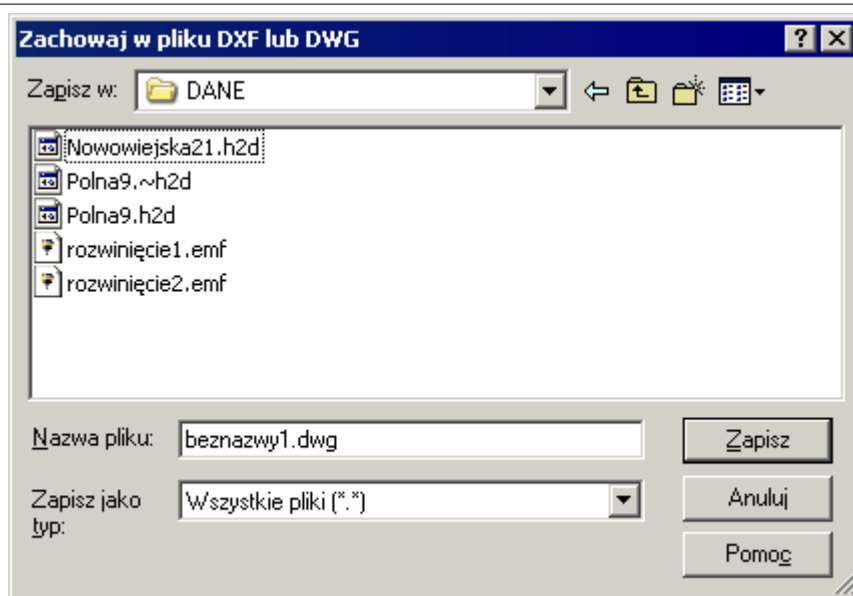 Zachowaj w pliku DXF lub DWG
Zapisz w: DANE
Nowowiejska21.h2d
Polna9.~h2d
Polna9.h2d
rozwinięcie1.emf
rozwinięcie2.emf
Nazwa pliku: beznazwy1.dwg Zapisz
Zapisz jako typ: Wszystkie pliki (*.*) Anuluj
Pomoc